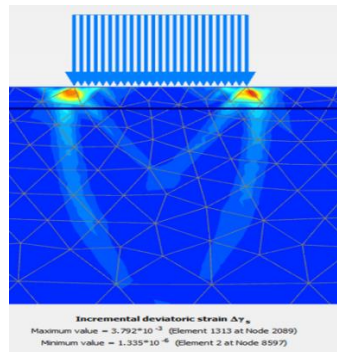 Incremental deviatoric strain Δγs
Maximum value = 3.792*10 -3 (Element 1313 at Node 2089)
Minimum value = 1.335*10 -6 (Element 2 at Node 8597)